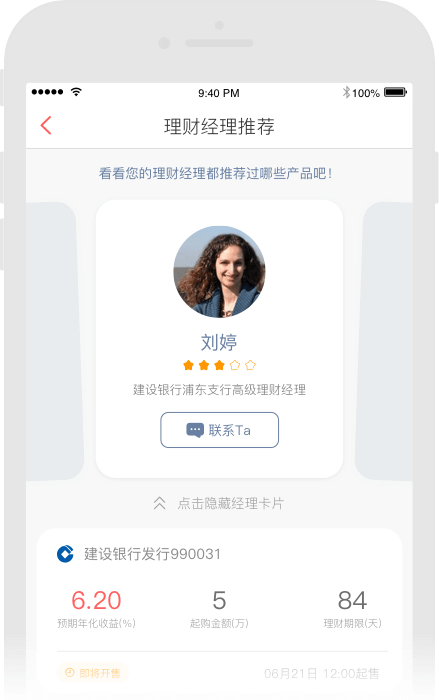 9:40 PM 100%
理财经理推荐
看看您的理财经理都推荐过哪些产品吧！
刘婷
建设银行浦东支行高级理财经理
联系Ta
点击隐藏经理卡片
建设银行发行990031
6.20 5 84
预期年化收益(%) 起购金额(万) 理财期限(天)
即将开售 06月21日 12:00起售